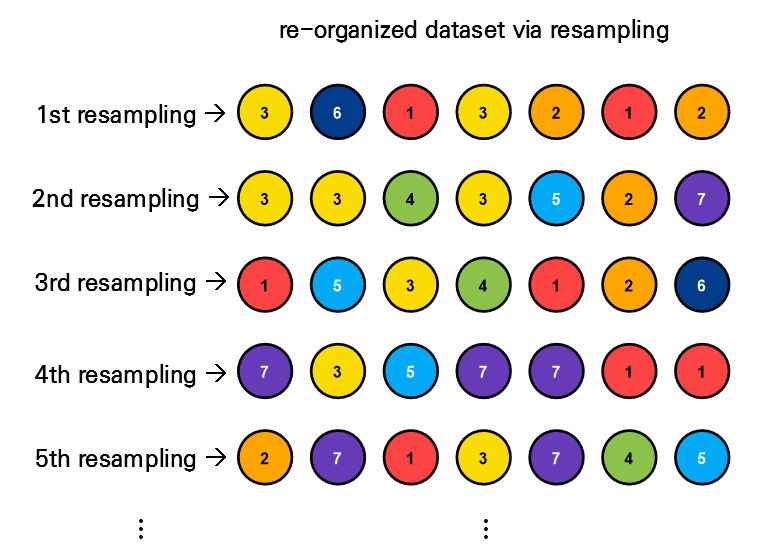 re-organized dataset via resampling
1st resampling → 3 6 1 3 2 1 2
2nd resampling → 3 3 4 3 5 2 7
3rd resampling → 1 5 3 4 1 2 6
4th resampling → 7 3 5 7 7 1 1
5th resampling → 2 7 1 3 7 4 5
⋮ ⋮